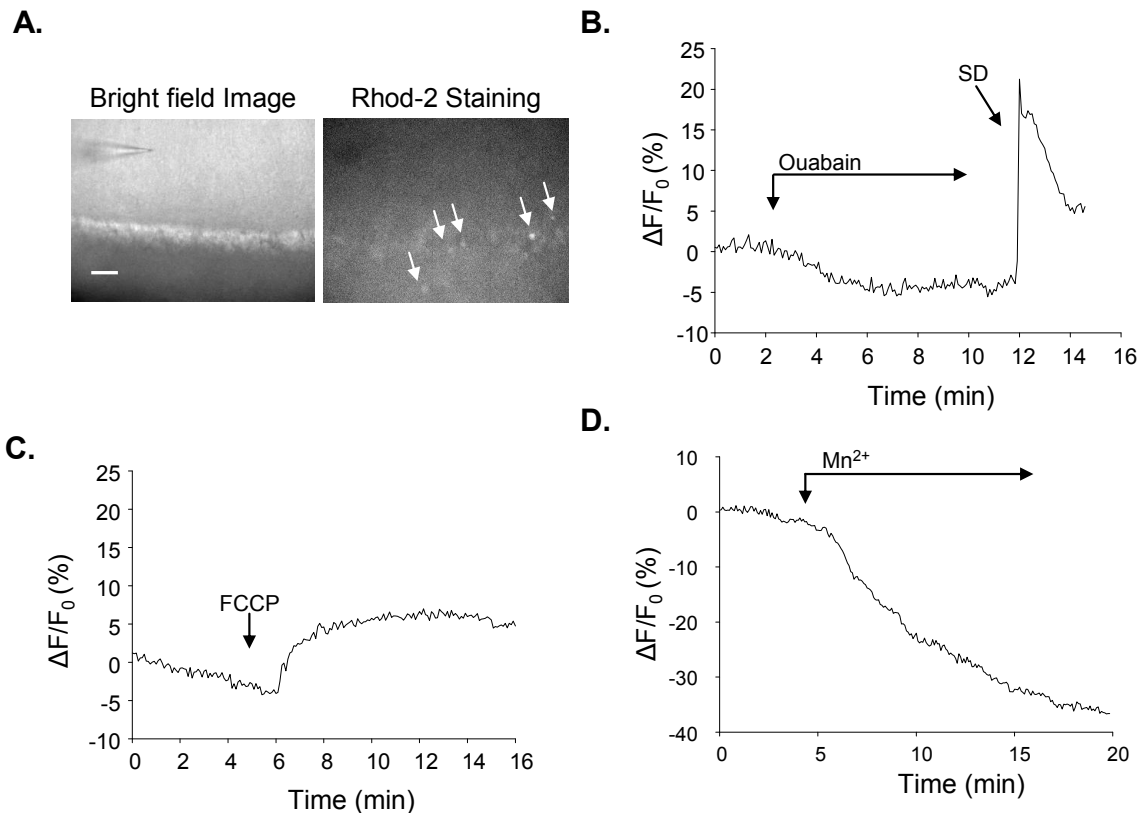 A.
Bright field Image
Rhod-2 Staining
B.
25
20
15
10
5
0
-5
-10
ΔF/F₀ (%)
Ouabain
SD
0 2 4 6 8 10 12 14 16
Time (min)
C.
25
20
15
10
5
0
-5
-10
ΔF/F₀ (%)
FCCP
0 2 4 6 8 10 12 14 16
Time (min)
D.
10
0
-10
-20
-30
-40
ΔF/F₀ (%)
Mn²⁺
0 5 10 15 20
Time (min)